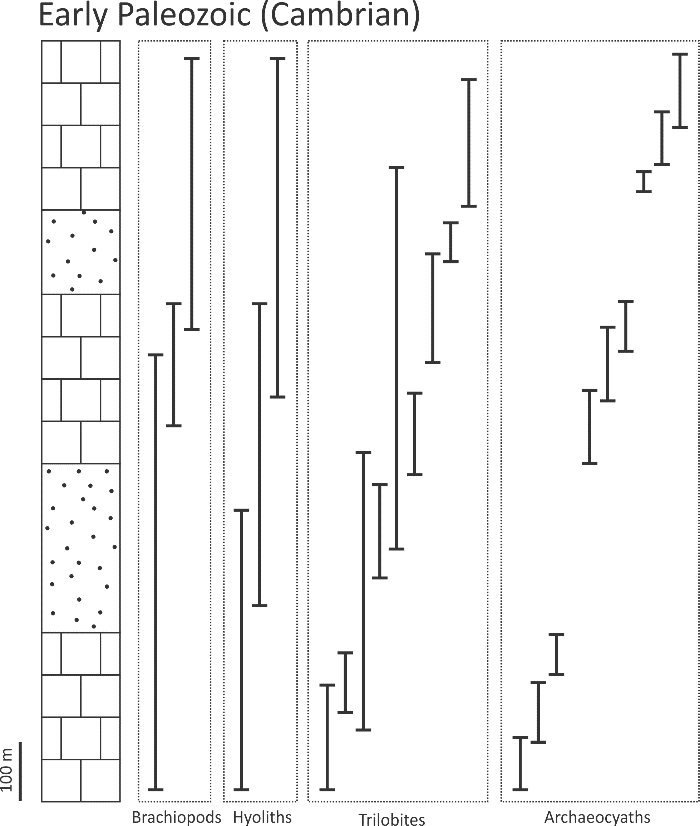 Early Paleozoic (Cambrian)
100 m
Brachiopods Hyoliths Trilobites Archaeocyaths